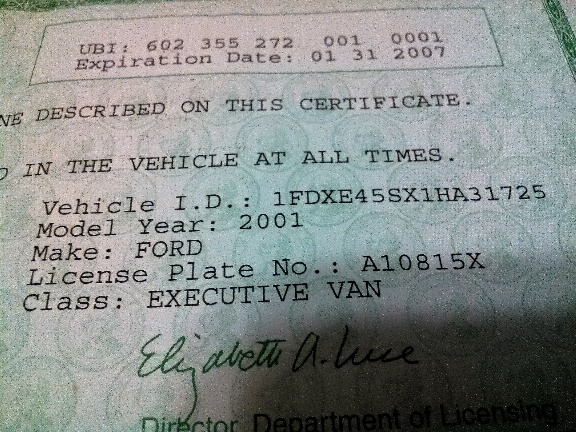 UBI: 602 355 272 001 0001
Expiration Date: 01 31 2007
NE DESCRIBED ON THIS CERTIFICATE.
D IN THE VEHICLE AT ALL TIMES.
Vehicle I.D.: 1FDXE45SX1HA31725
Model Year: 2001
Make: FORD
License Plate No.: A10815X
Class: EXECUTIVE VAN
Elizabeth A. Luce
Director, Department of Licensing